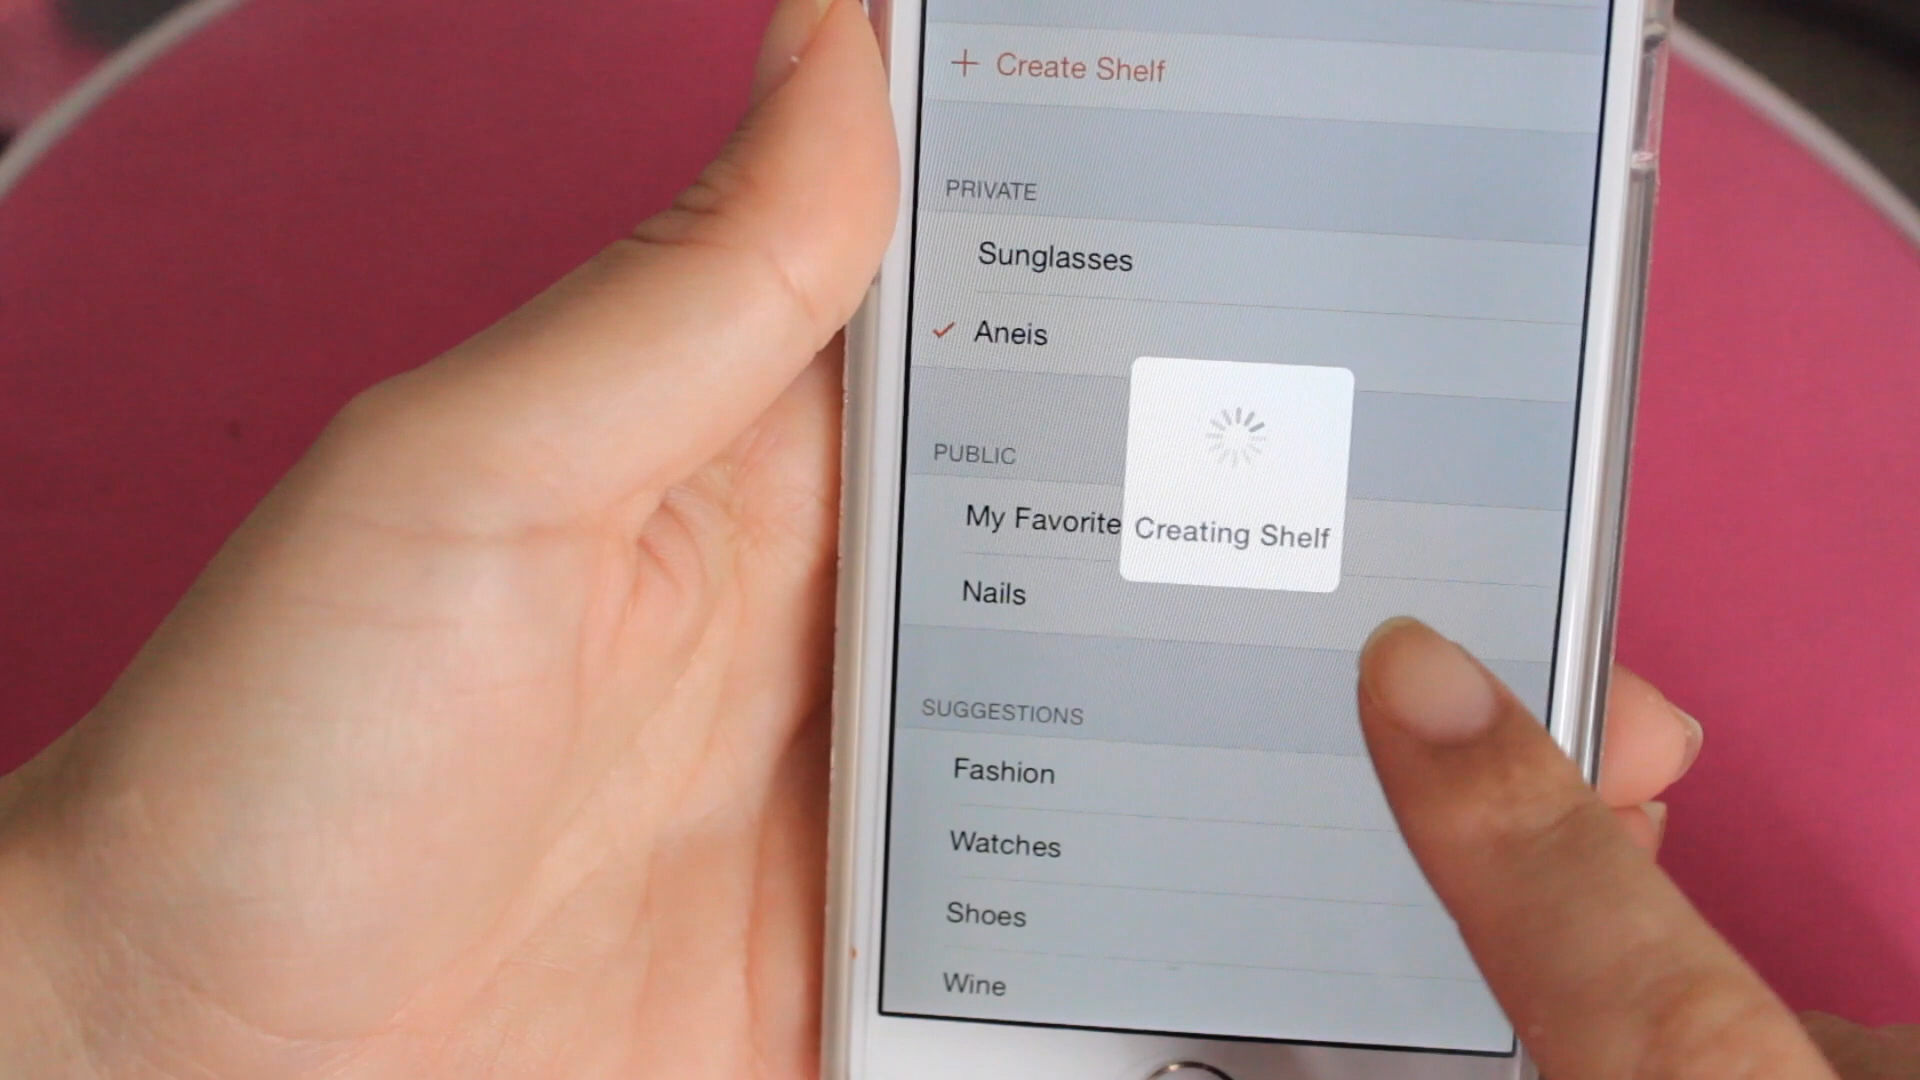 + Create Shelf
PRIVATE
Sunglasses
Aneis
PUBLIC
My Favorite
Creating Shelf
Nails
SUGGESTIONS
Fashion
Watches
Shoes
Wine